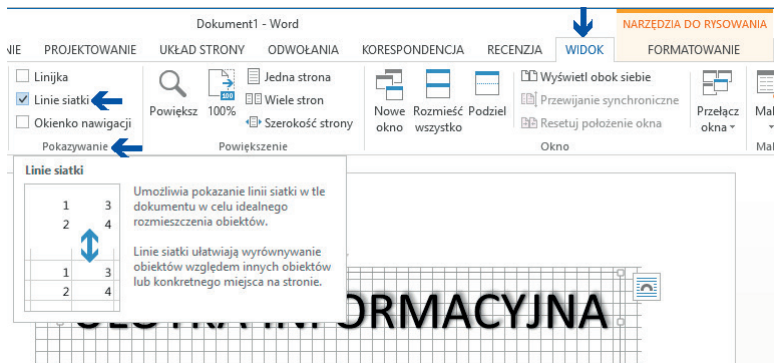 Dokument1 - Word
NARZĘDZIA DO RYSOWANIA
NIE PROJEKTOWANIE UKŁAD STRONY ODWOŁANIA KORESPONDENCJA RECENZJA WIDOK FORMATOWANIE
Linijka
Linie siatki
Okienko nawigacji
Pokazywanie
Powiększ
100
100%
Jedna strona
Wiele stron
Szerokość strony
Powiększenie
Nowe okno
Rozmieść wszystko
Podziel
Wyświetl obok siebie
Przewijanie synchroniczne
Resetuj położenie okna
Przełącz okna
Okno
Mal
Mal
Linie siatki
1 3
2 4
1 3
2 4
Umożliwia pokazanie linii siatki w tle
dokumentu w celu idealnego
rozmieszczenia obiektów.
Linie siatki ułatwiają wyrównywanie
obiektów względem innych obiektów
lub konkretnego miejsca na stronie.
ORMACYJNA